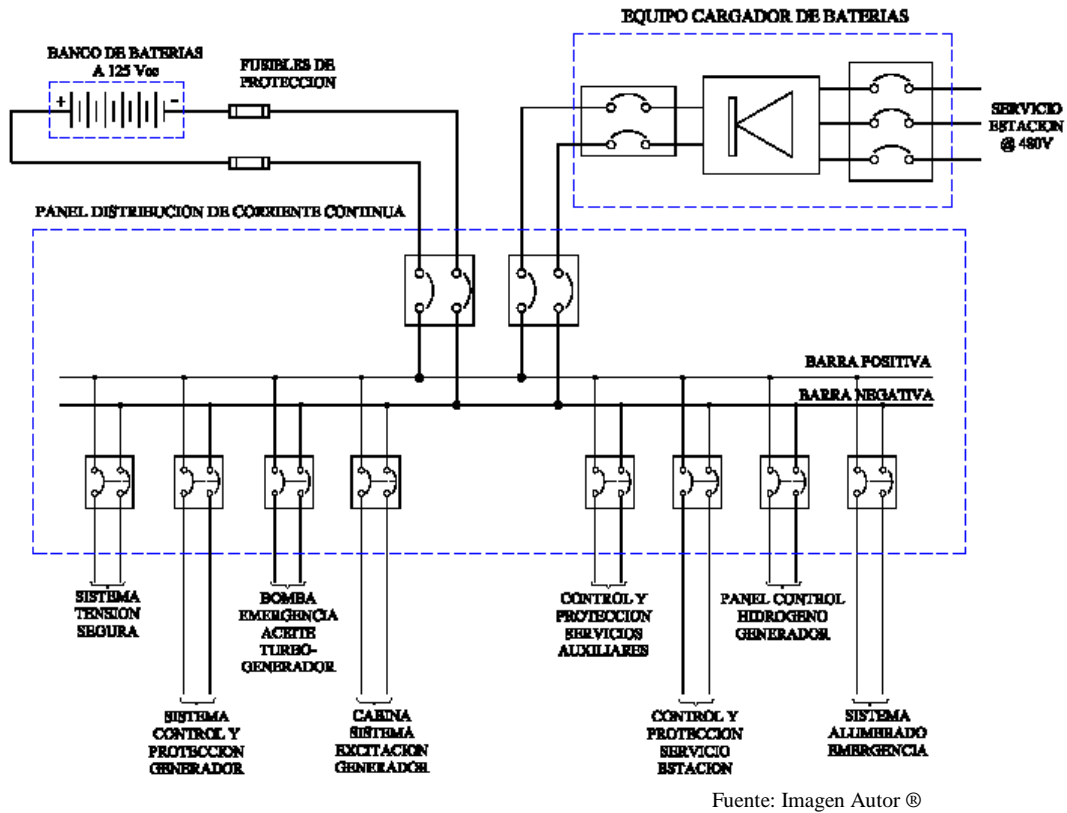 EQUIPO CARGADOR DE BATERIAS
BANCO DE BATERIAS
A 125 Vcc
FUSIBLES DE
PROTECCION
+
-
SERVICIO
ESTACION
@ 480V
PANEL DISTRIBUCIÓN DE CORRIENTE CONTINUA
BARRA POSITIVA
BARRA NEGATIVA
SISTEMA
TENSION
SEGURA
BOMBA
EMERGENCIA
ACEITE
TURBO-
GENERADOR
CONTROL Y
PROTECCION
SERVICIOS
AUXILIARES
PANEL CONTROL
HIDROGENO
GENERADOR
SISTEMA
CONTROL Y
PROTECCION
GENERADOR
CABINA
SISTEMA
EXCITACION
GENERADOR
CONTROL Y
PROTECCION
SERVICIO
ESTACION
SISTEMA
ALUMBRADO
EMERGENCIA
Fuente: Imagen Autor ®